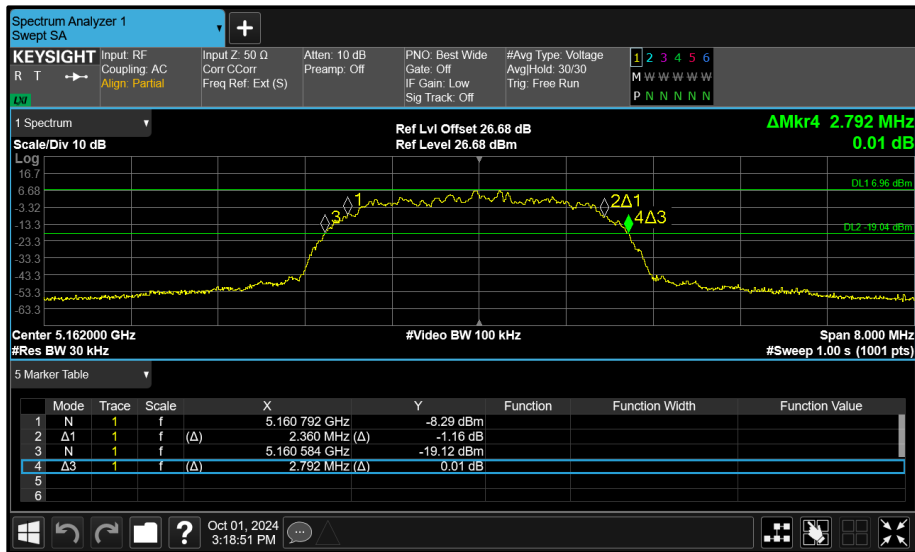 Spectrum Analyzer 1
Swept SA
+
KEYSIGHT
R T
LXI
Input: RF
Coupling: AC
Align: Partial
Input Z: 50 Ω
Corr CCorr
Freq Ref: Ext (S)
Atten: 10 dB
Preamp: Off
PNO: Best Wide
Gate: Off
IF Gain: Low
Sig Track: Off
#Avg Type: Voltage
Avg|Hold: 30/30
Trig: Free Run
1 2 3 4 5 6
M W W W W W
P N N N N N
1 Spectrum
Scale/Div 10 dB
Ref Lvl Offset 26.68 dB
Ref Level 26.68 dBm
ΔMkr4 2.792 MHz
0.01 dB
Log
16.7
6.68
-3.32
-13.3
-23.3
-33.3
-43.3
-53.3
-63.3
DL1 6.96 dBm
1
2Δ1
3
4Δ3
DL2 -19.04 dBm
Center 5.162000 GHz
#Res BW 30 kHz
#Video BW 100 kHz
Span 8.000 MHz
#Sweep 1.00 s (1001 pts)
5 Marker Table
Mode Trace Scale X Y Function Function Width Function Value
1 N 1 f 5.160 792 GHz -8.29 dBm
2 Δ1 1 f (Δ) 2.360 MHz (Δ) -1.16 dB
3 N 1 f 5.160 584 GHz -19.12 dBm
4 Δ3 1 f (Δ) 2.792 MHz (Δ) 0.01 dB
5
6
?
Oct 01, 2024
3:18:51 PM